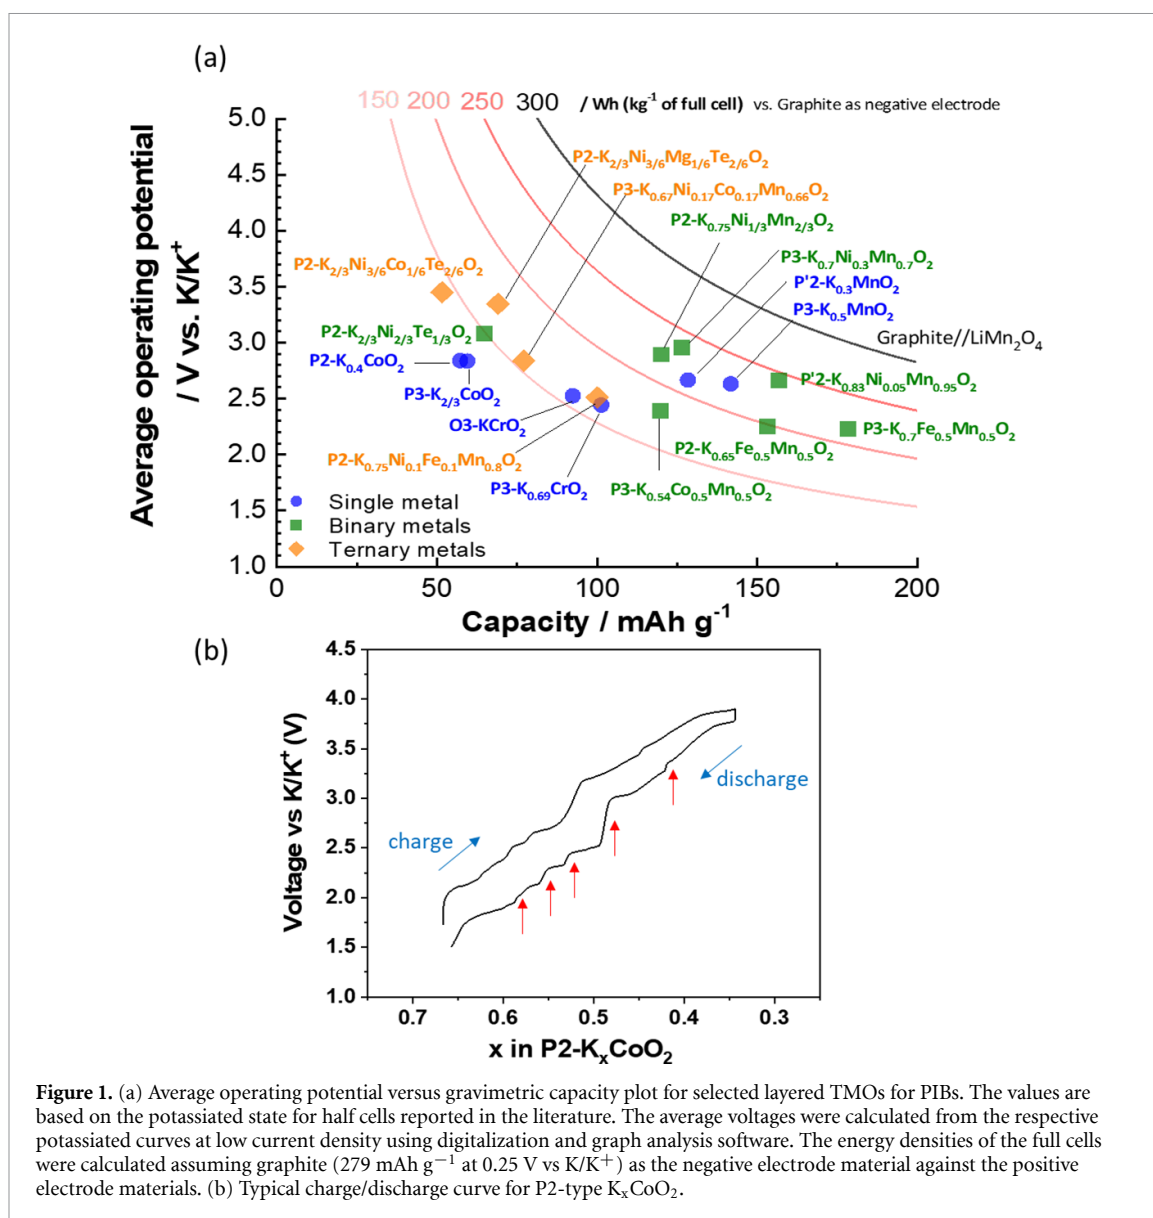 (a)
150 200 250 300 / Wh (kg⁻¹ of full cell) vs. Graphite as negative electrode
Average operating potential
/ V vs. K/K⁺
5.0
4.5
4.0
3.5
3.0
2.5
2.0
1.5
1.0
P2-K₂/₃Ni₃/₆Mg₁/₆Te₂/₆O₂
P3-K₀.₆₇Ni₀.₁₇Co₀.₁₇Mn₀.₆₆O₂
P2-K₀.₇₅Ni₁/₃Mn₂/₃O₂
P3-K₀.₇Ni₀.₃Mn₀.₇O₂
P2-K₂/₃Ni₃/₆Co₁/₆Te₂/₆O₂
P'2-K₀.₃MnO₂
P3-K₀.₅MnO₂
P2-K₂/₃Ni₂/₃Te₁/₃O₂
Graphite//LiMn₂O₄
P2-K₀.₄CoO₂
P3-K₂/₃CoO₂
P'2-K₀.₈₃Ni₀.₀₅Mn₀.₉₅O₂
O3-KCrO₂
P3-K₀.₇Fe₀.₅Mn₀.₅O₂
P2-K₀.₆₅Fe₀.₅Mn₀.₅O₂
P2-K₀.₇₅Ni₀.₁Fe₀.₁Mn₀.₈O₂
P3-K₀.₆₉CrO₂
P3-K₀.₅₄Co₀.₅Mn₀.₅O₂
Single metal
Binary metals
Ternary metals
0 50 100 150 200
Capacity / mAh g⁻¹
(b)
Voltage vs K/K⁺ (V)
4.5
4.0
3.5
3.0
2.5
2.0
1.5
1.0
charge
discharge
0.7 0.6 0.5 0.4 0.3
x in P2-KₓCoO₂
Figure 1. (a) Average operating potential versus gravimetric capacity plot for selected layered TMOs for PIBs. The values are
based on the potassiated state for half cells reported in the literature. The average voltages were calculated from the respective
potassiated curves at low current density using digitalization and graph analysis software. The energy densities of the full cells
were calculated assuming graphite (279 mAh g⁻¹ at 0.25 V vs K/K⁺) as the negative electrode material against the positive
electrode materials. (b) Typical charge/discharge curve for P2-type KₓCoO₂.